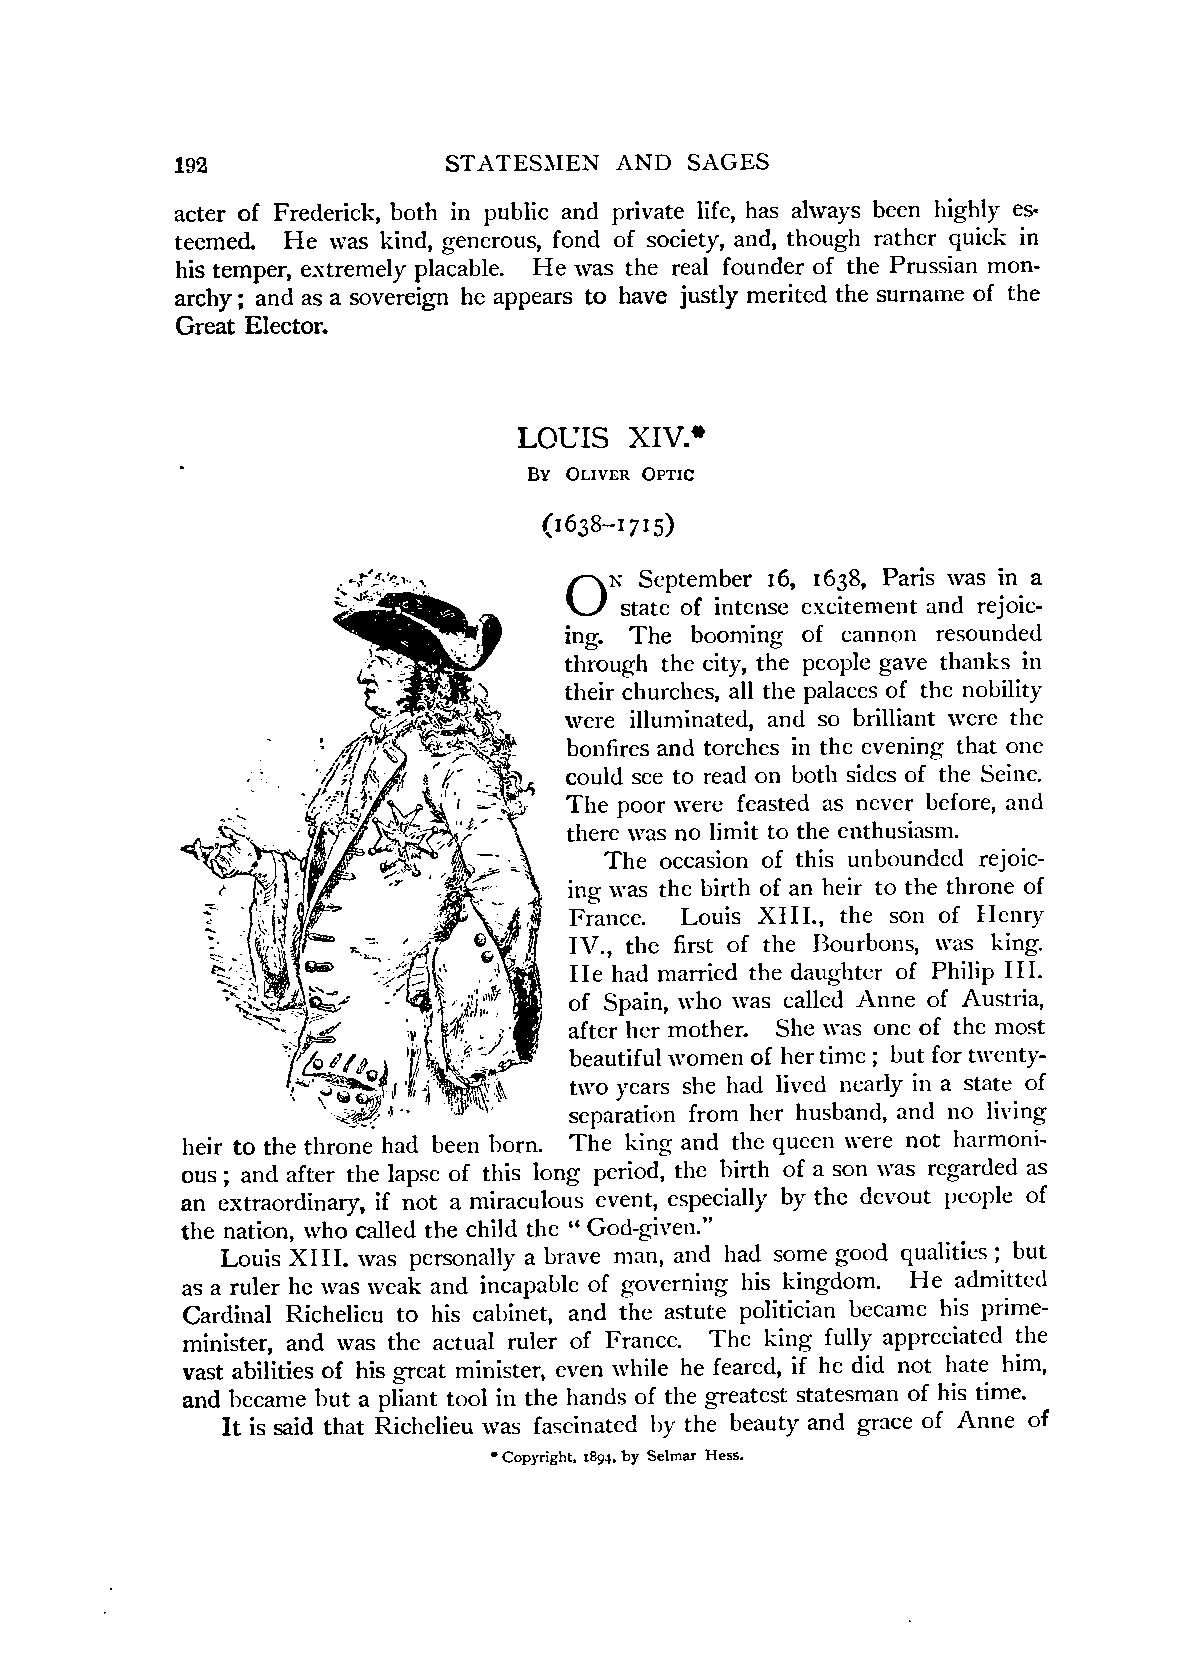 192 STATESMEN AND SAGES
acter of Frederick, both in public and private life, has always been highly es-
teemed. He was kind, generous, fond of society, and, though rather quick in
his temper, extremely placable. He was the real founder of the Prussian mon-
archy; and as a sovereign he appears to have justly merited the surname of the
Great Elector.
LOUIS XIV.*
By Oliver Optic
(1638–1715)
ON September 16, 1638, Paris was in a
state of intense excitement and rejoic-
ing. The booming of cannon resounded
through the city, the people gave thanks in
their churches, all the palaces of the nobility
were illuminated, and so brilliant were the
bonfires and torches in the evening that one
could see to read on both sides of the Seine.
The poor were feasted as never before, and
there was no limit to the enthusiasm.
The occasion of this unbounded rejoic-
ing was the birth of an heir to the throne of
France. Louis XIII., the son of Henry
IV., the first of the Bourbons, was king.
He had married the daughter of Philip III.
of Spain, who was called Anne of Austria,
after her mother. She was one of the most
beautiful women of her time; but for twenty-
two years she had lived nearly in a state of
separation from her husband, and no living
heir to the throne had been born. The king and the queen were not harmoni-
ous; and after the lapse of this long period, the birth of a son was regarded as
an extraordinary, if not a miraculous event, especially by the devout people of
the nation, who called the child the "God-given."
Louis XIII. was personally a brave man, and had some good qualities; but
as a ruler he was weak and incapable of governing his kingdom. He admitted
Cardinal Richelieu to his cabinet, and the astute politician became his prime-
minister, and was the actual ruler of France. The king fully appreciated the
vast abilities of his great minister, even while he feared, if he did not hate him,
and became but a pliant tool in the hands of the greatest statesman of his time.
It is said that Richelieu was fascinated by the beauty and grace of Anne of
* Copyright, 1894, by Selmar Hess.